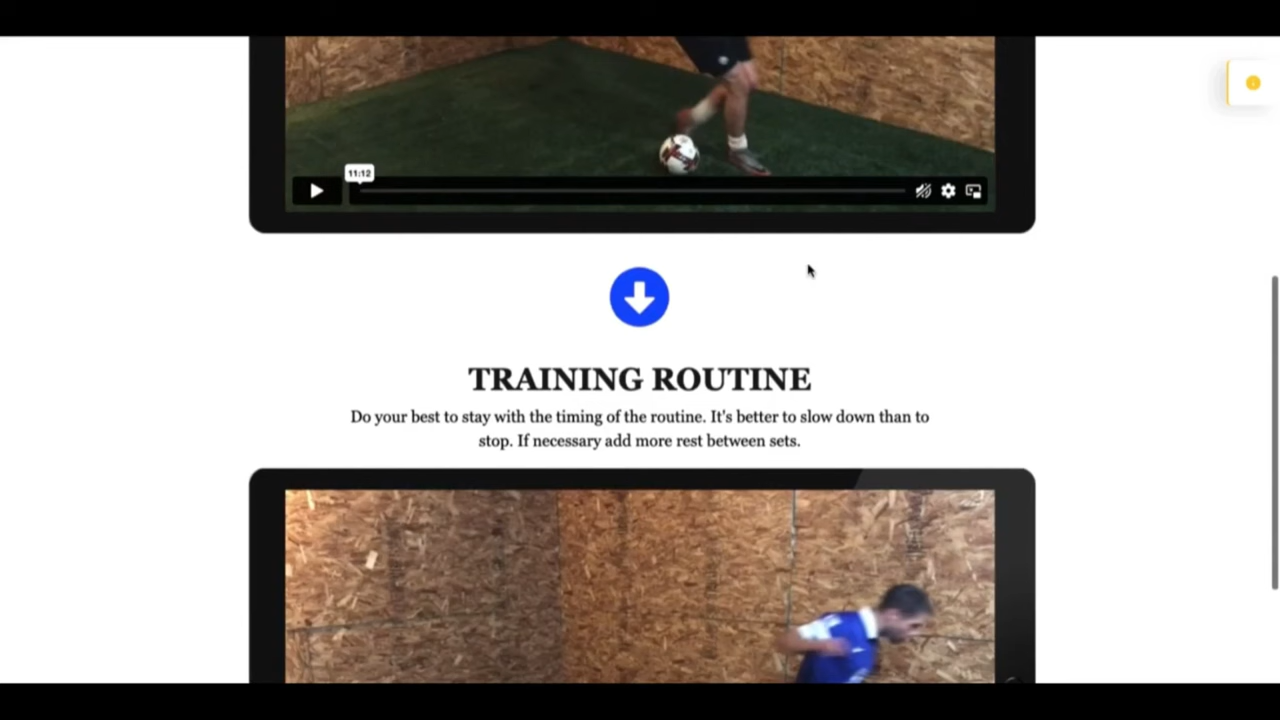 11:12
TRAINING ROUTINE
Do your best to stay with the timing of the routine. It's better to slow down than to
stop. If necessary add more rest between sets.